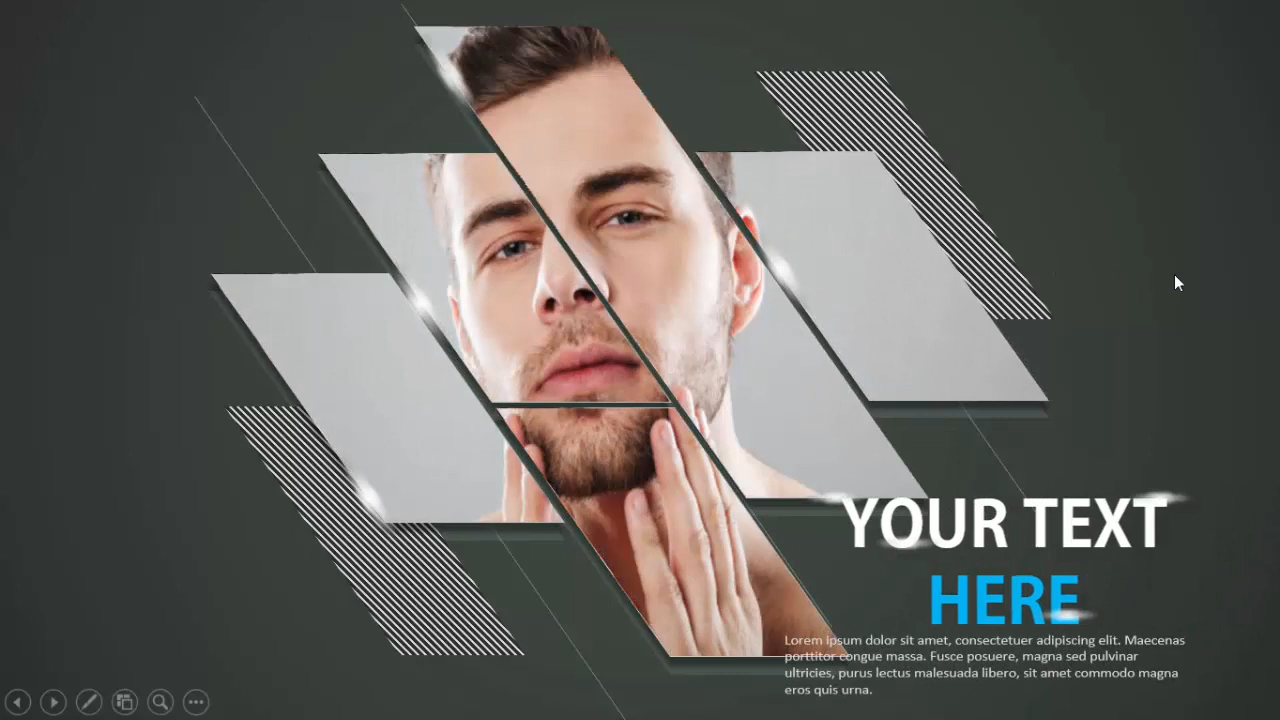 YOUR TEXT
HERE
Lorem ipsum dolor sit amet, consectetuer adipiscing elit. Maecenas
porttitor congue massa. Fusce posuere, magna sed pulvinar
ultricies, purus lectus malesuada libero, sit amet commodo magna
eros quis urna.